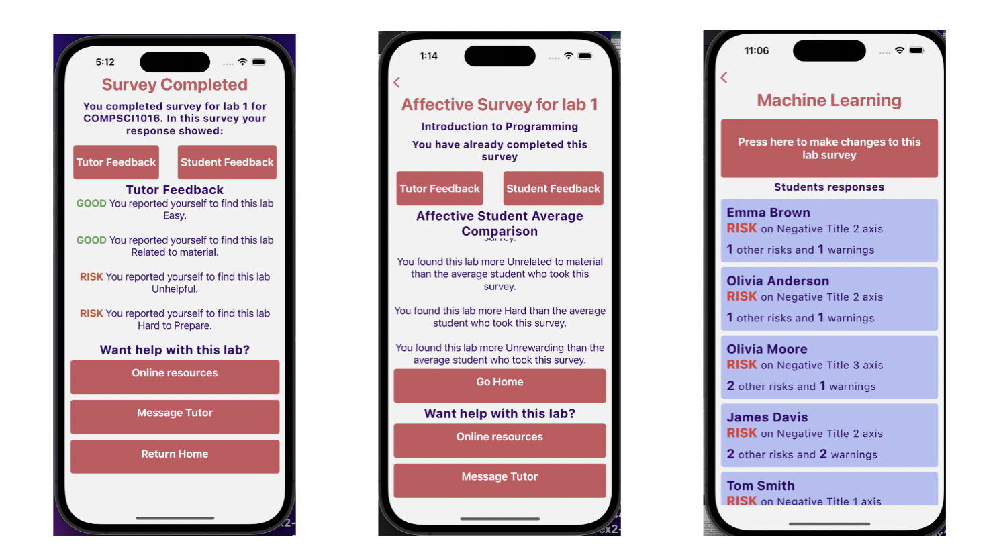 5:12
Survey Completed
You completed survey for lab 1 for
COMPSCI1016. In this survey your
response showed:
Tutor Feedback
Student Feedback
Tutor Feedback
GOOD You reported yourself to find this lab
Easy.
GOOD You reported yourself to find this lab
Related to material.
RISK You reported yourself to find this lab
Unhelpful.
RISK You reported yourself to find this lab
Hard to Prepare.
Want help with this lab?
Online resources
Message Tutor
Return Home
1:14
Affective Survey for lab 1
Introduction to Programming
You have already completed this
survey
Tutor Feedback
Student Feedback
Affective Student Average
Comparison
survey.
You found this lab more Unrelated to material
than the average student who took this
survey.
You found this lab more Hard than the average
student who took this survey.
You found this lab more Unrewarding than the
average student who took this survey.
Go Home
Want help with this lab?
Online resources
Message Tutor
11:06
Machine Learning
Press here to make changes to this
lab survey
Students responses
Emma Brown
RISK on Negative Title 2 axis
1 other risks and 1 warnings
Olivia Anderson
RISK on Negative Title 2 axis
1 other risks and 1 warnings
Olivia Moore
RISK on Negative Title 3 axis
2 other risks and 1 warnings
James Davis
RISK on Negative Title 2 axis
2 other risks and 2 warnings
Tom Smith
RISK on Negative Title 1 axis